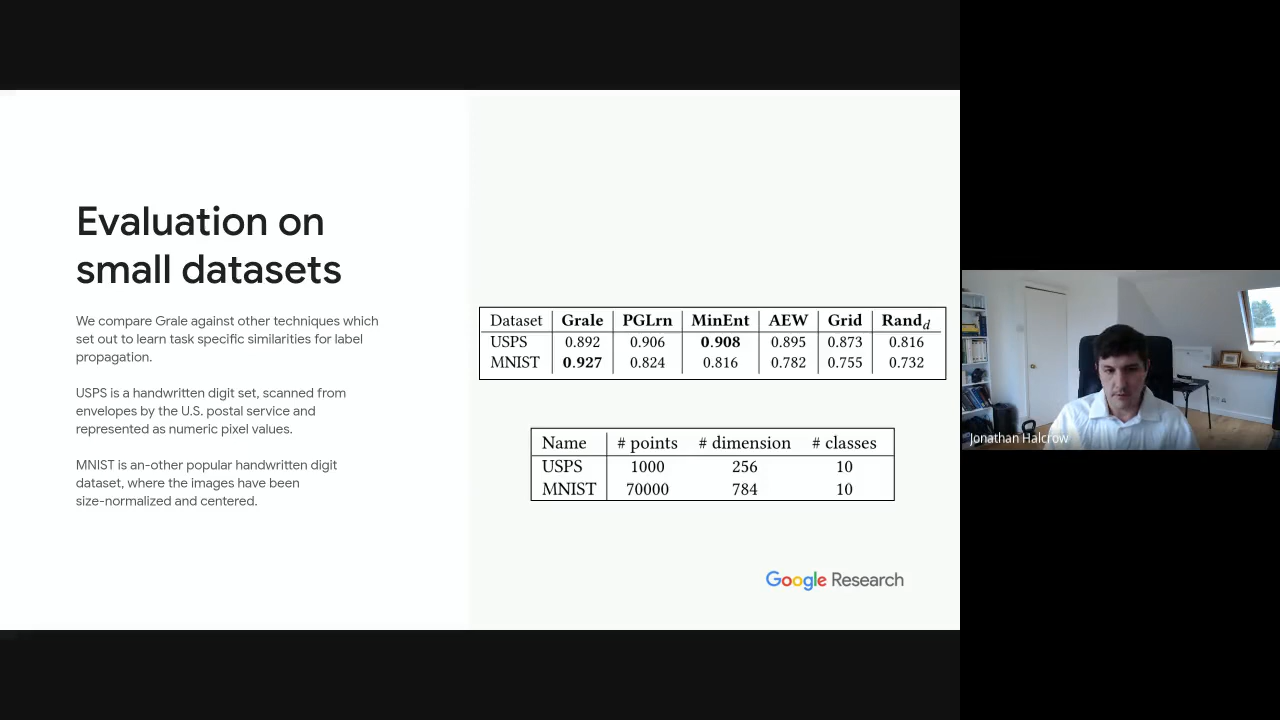 Evaluation on
small datasets
We compare Grale against other techniques which
set out to learn task specific similarities for label
propagation.
USPS is a handwritten digit set, scanned from
envelopes by the U.S. postal service and
represented as numeric pixel values.
MNIST is an-other popular handwritten digit
dataset, where the images have been
size-normalized and centered.
Dataset Grale PGLrn MinEnt AEW Grid Rand_d
USPS 0.892 0.906 0.908 0.895 0.873 0.816
MNIST 0.927 0.824 0.816 0.782 0.755 0.732
Name # points # dimension # classes
USPS 1000 256 10
MNIST 70000 784 10
Google Research
Jonathan Halcrow